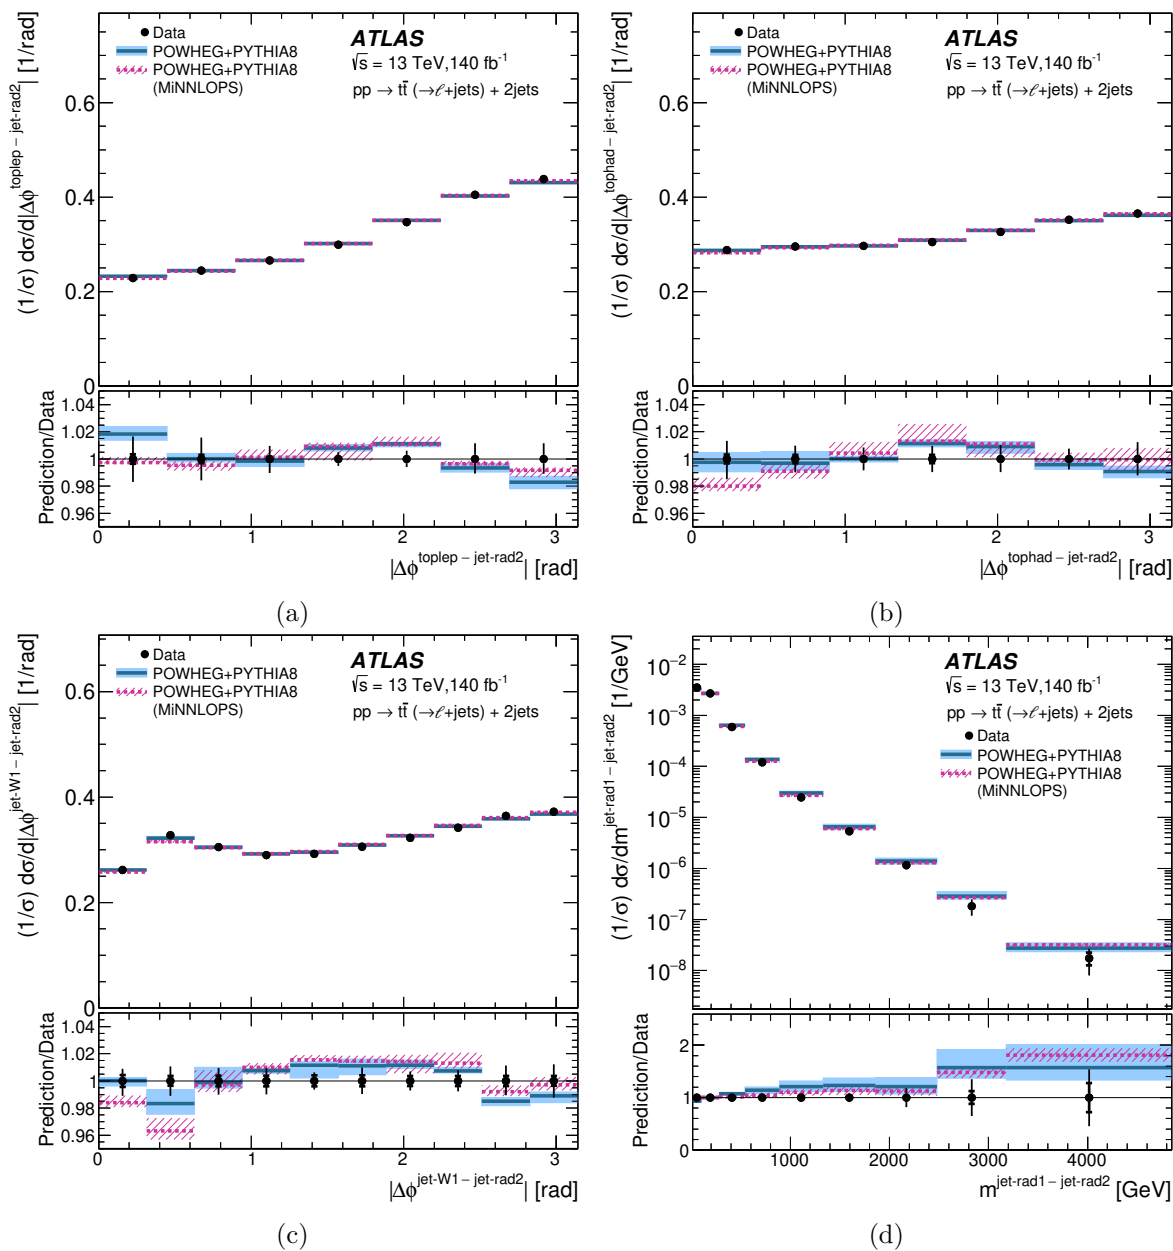 Data
POWHEG+PYTHIA8
POWHEG+PYTHIA8
(MiNNLOPS)
ATLAS
√s = 13 TeV,140 fb⁻¹
pp → tt̄ (→ℓ+jets) + 2jets
(1/σ) dσ/d|Δϕ^toplep – jet-rad2| [1/rad]
0.6
0.4
0.2
0
Prediction/Data
1.04
1.02
1
0.98
0.96
0 1 2 3
|Δϕ^toplep – jet-rad2| [rad]
(a)
Data
POWHEG+PYTHIA8
POWHEG+PYTHIA8
(MiNNLOPS)
ATLAS
√s = 13 TeV,140 fb⁻¹
pp → tt̄ (→ℓ+jets) + 2jets
(1/σ) dσ/d|Δϕ^tophad – jet-rad2| [1/rad]
0.6
0.4
0.2
0
Prediction/Data
1.04
1.02
1
0.98
0.96
0 1 2 3
|Δϕ^tophad – jet-rad2| [rad]
(b)
Data
POWHEG+PYTHIA8
POWHEG+PYTHIA8
(MiNNLOPS)
ATLAS
√s = 13 TeV,140 fb⁻¹
pp → tt̄ (→ℓ+jets) + 2jets
(1/σ) dσ/d|Δϕ^jet-W1 – jet-rad2| [1/rad]
0.6
0.4
0.2
0
Prediction/Data
1.04
1.02
1
0.98
0.96
0 1 2 3
|Δϕ^jet-W1 – jet-rad2| [rad]
(c)
ATLAS
√s = 13 TeV,140 fb⁻¹
pp → tt̄ (→ℓ+jets) + 2jets
Data
POWHEG+PYTHIA8
POWHEG+PYTHIA8
(MiNNLOPS)
(1/σ) dσ/dm^jet-rad1 – jet-rad2 [1/GeV]
10⁻²
10⁻³
10⁻⁴
10⁻⁵
10⁻⁶
10⁻⁷
10⁻⁸
Prediction/Data
2
1
0
1000 2000 3000 4000
m^jet-rad1 – jet-rad2 [GeV]
(d)